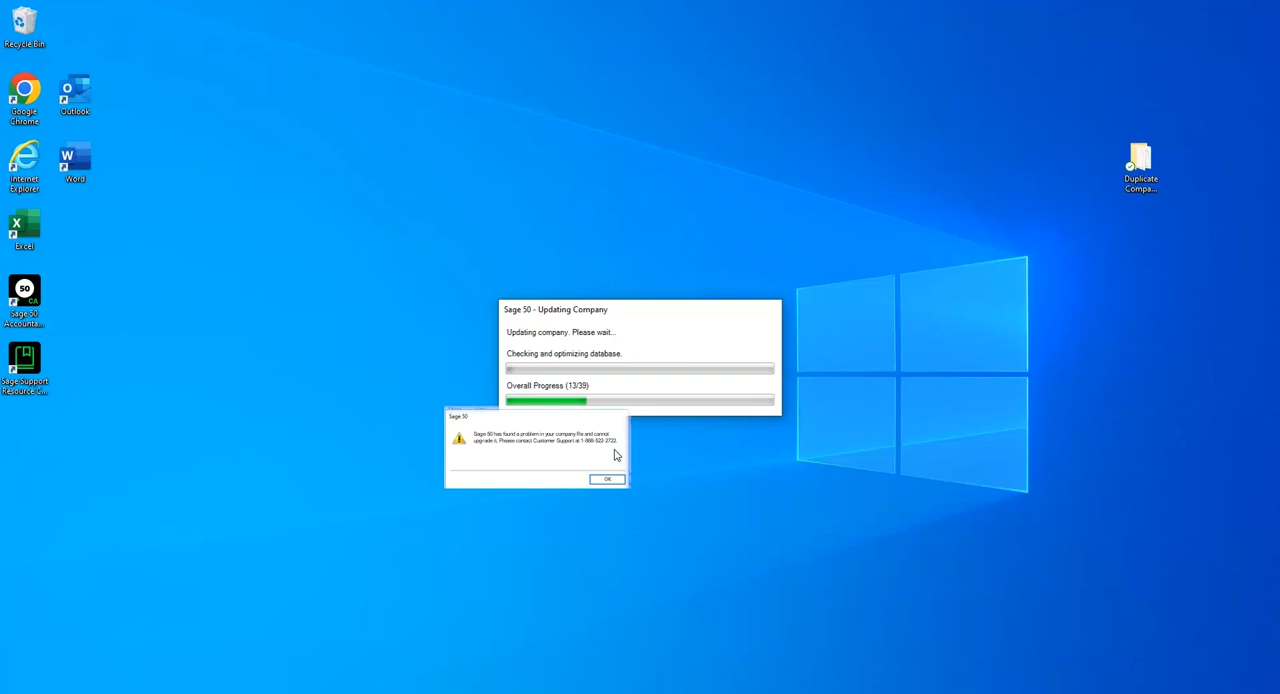 Recycle Bin
Google
Chrome
Outlook
Internet
Explorer
Word
Excel
50
CA
Sage 50
Accounta...
Sage Support
Resource C...
Duplicate
Compa...
Sage 50 - Updating Company
Updating company. Please wait...
Checking and optimizing database.
Overall Progress (13/39)
Sage 50
Sage 50 has found a problem in your company file and cannot
upgrade it. Please contact Customer Support at 1-888-522-2722.
OK